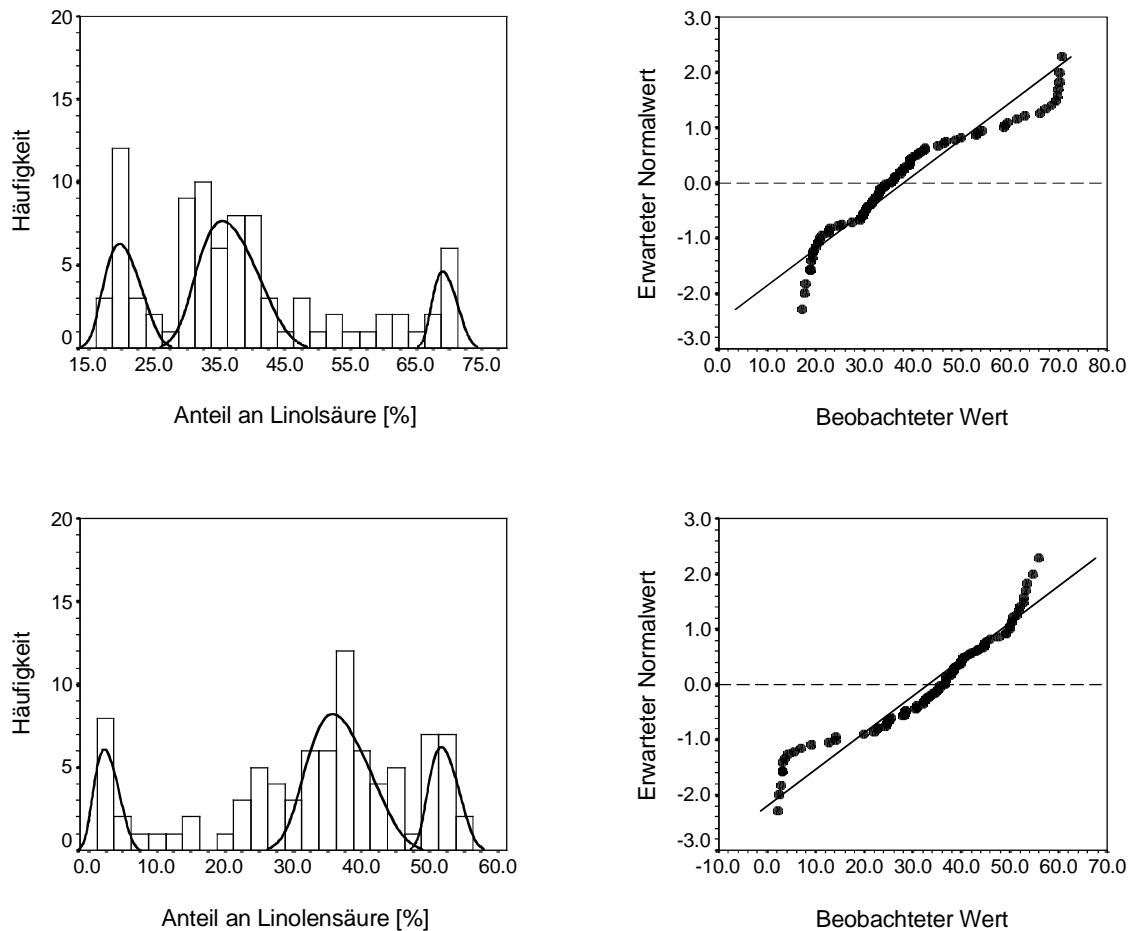 20
15
10
5
0
Häufigkeit
15.0 25.0 35.0 45.0 55.0 65.0 75.0
Anteil an Linolsäure [%]
3.0
2.0
1.0
0.0
-1.0
-2.0
-3.0
Erwarteter Normalwert
0.0 10.0 20.0 30.0 40.0 50.0 60.0 70.0 80.0
Beobachteter Wert
20
15
10
5
0
Häufigkeit
0.0 10.0 20.0 30.0 40.0 50.0 60.0
Anteil an Linolensäure [%]
3.0
2.0
1.0
0.0
-1.0
-2.0
-3.0
Erwarteter Normalwert
-10.0 0.0 10.0 20.0 30.0 40.0 50.0 60.0 70.0
Beobachteter Wert